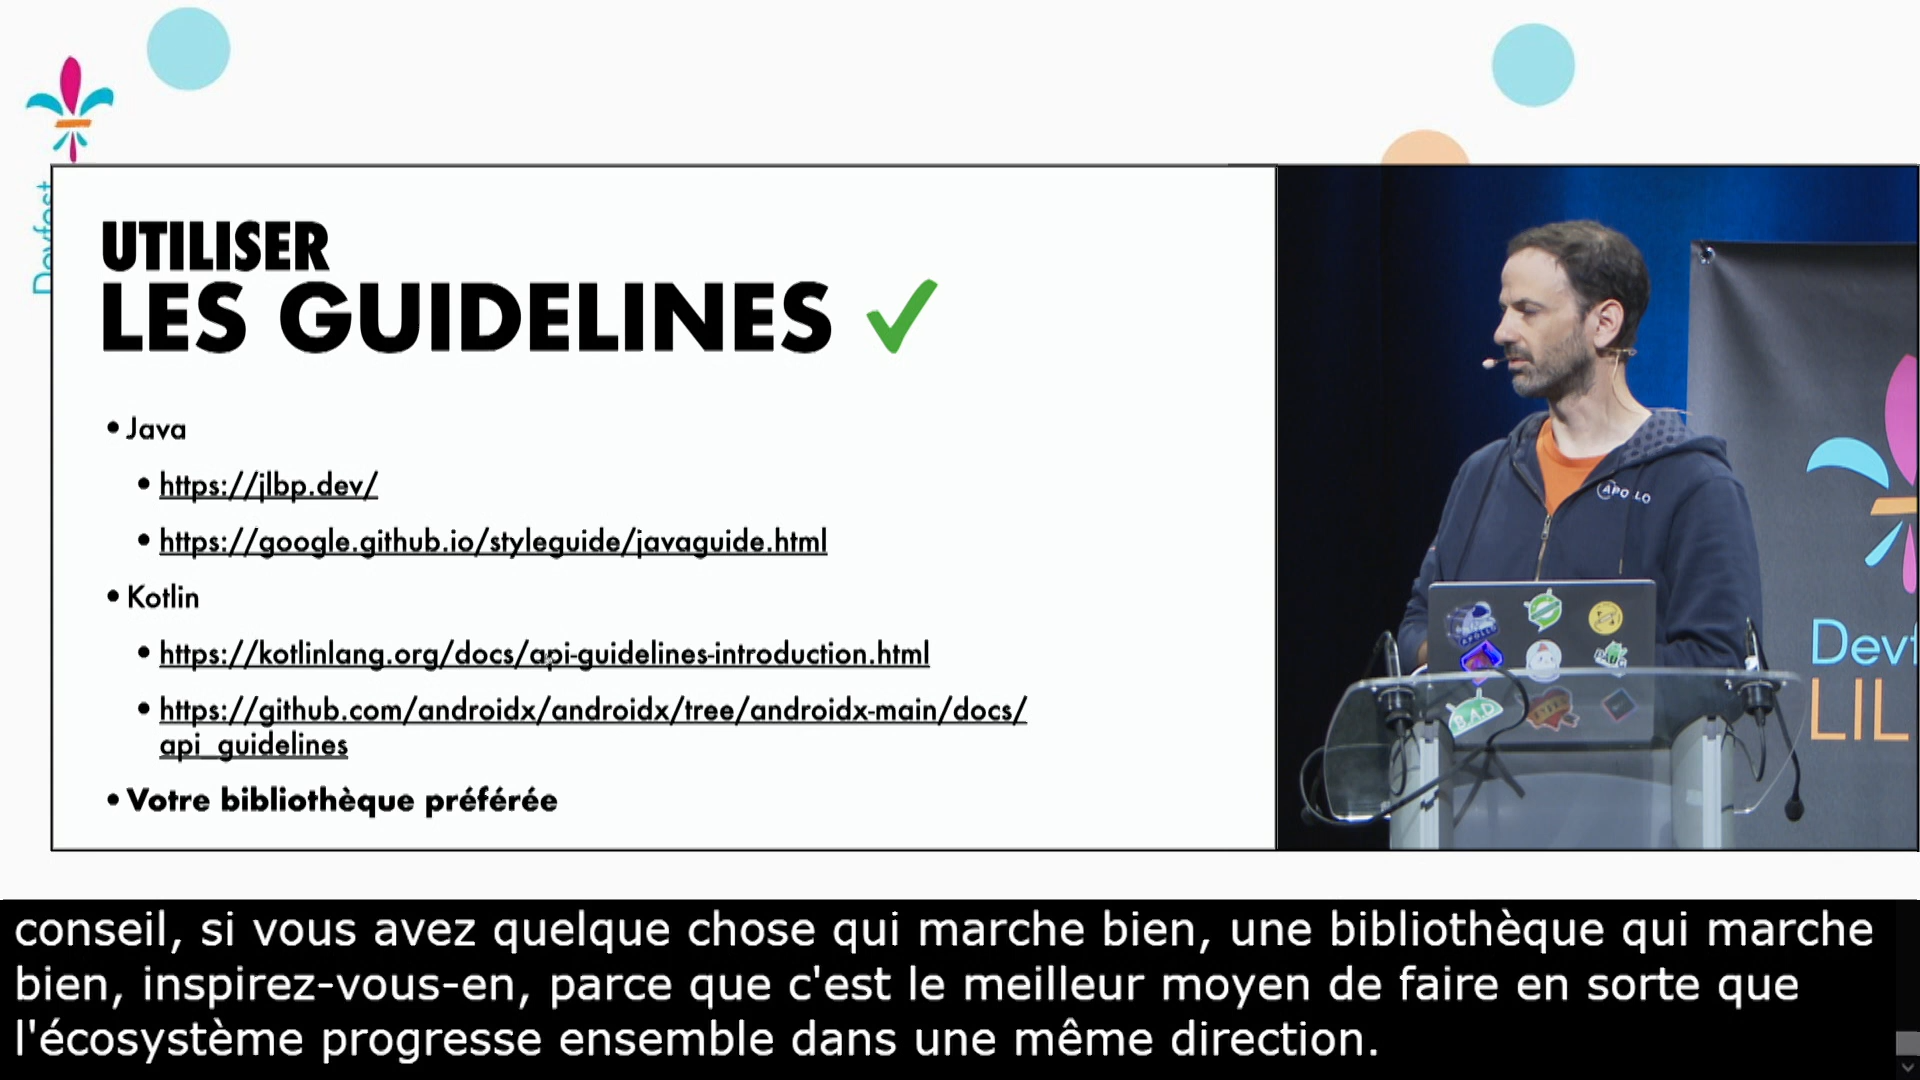 Devfest
UTILISER
LES GUIDELINES ✓
• Java
• https://jlbp.dev/
• https://google.github.io/styleguide/javaguide.html
• Kotlin
• https://kotlinlang.org/docs/api-guidelines-introduction.html
• https://github.com/androidx/androidx/tree/androidx-main/docs/
api_guidelines
• Votre bibliothèque préférée
APOLLO
APOLLO
B.A.D
Devf
LIL
conseil, si vous avez quelque chose qui marche bien, une bibliothèque qui marche
bien, inspirez-vous-en, parce que c'est le meilleur moyen de faire en sorte que
l'écosystème progresse ensemble dans une même direction.